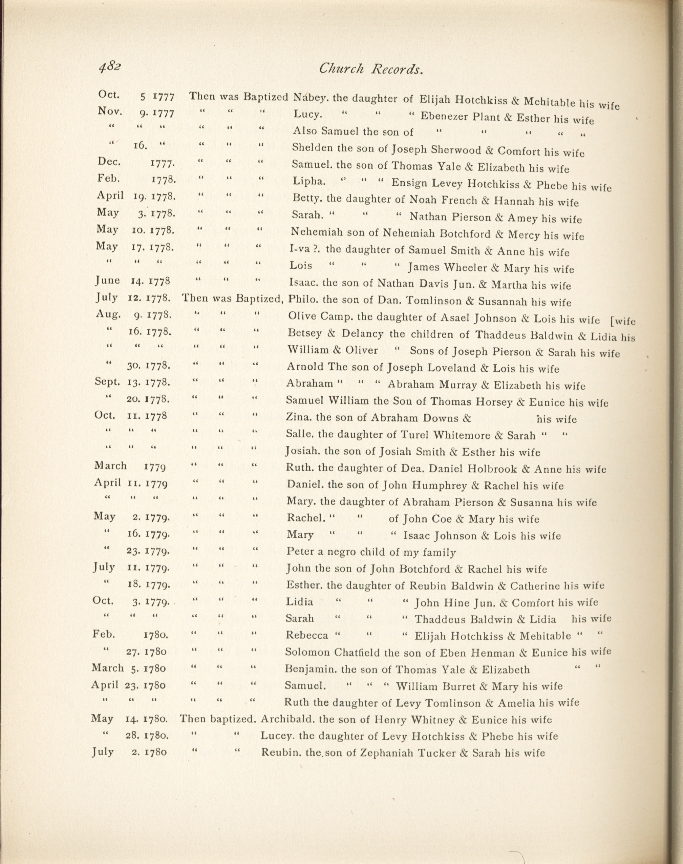 482 Church Records.
Oct. 5 1777 Then was Baptized Nabey. the daughter of Elijah Hotchkiss & Mehitable his wife
Nov. 9. 1777 " " " Lucy. " " " Ebenezer Plant & Esther his wife
" " " " " " Also Samuel the son of " " " " "
" 16. " " " " Shelden the son of Joseph Sherwood & Comfort his wife
Dec. 1777. " " " Samuel. the son of Thomas Yale & Elizabeth his wife
Feb. 1778. " " " Lipha. " " " Ensign Levey Hotchkiss & Phebe his wife
April 19. 1778. " " " Betty. the daughter of Noah French & Hannah his wife
May 3. 1778. " " " Sarah. " " " Nathan Pierson & Amey his wife
May 10. 1778. " " " Nehemiah son of Nehemiah Botchford & Mercy his wife
May 17. 1778. " " " I-va ?. the daughter of Samuel Smith & Anne his wife
" " " " " " Lois " " " James Wheeler & Mary his wife
June 14. 1778 " " " Isaac. the son of Nathan Davis Jun. & Martha his wife
July 12. 1778. Then was Baptized, Philo. the son of Dan. Tomlinson & Susannah his wife
Aug. 9. 1778. " " " Olive Camp. the daughter of Asael Johnson & Lois his wife [wife
" 16. 1778. " " " Betsey & Delancy the children of Thaddeus Baldwin & Lidia his
" " " " " " William & Oliver " Sons of Joseph Pierson & Sarah his wife
" 30. 1778. " " " Arnold The son of Joseph Loveland & Lois his wife
Sept. 13. 1778. " " " Abraham " " " Abraham Murray & Elizabeth his wife
" 20. 1778. " " " Samuel William the Son of Thomas Horsey & Eunice his wife
Oct. 11. 1778 " " " Zina. the son of Abraham Downs & his wife
" " " " " " Salle. the daughter of Turel Whitemore & Sarah " "
" " " " " " Josiah. the son of Josiah Smith & Esther his wife
March 1779 " " " Ruth. the daughter of Dea. Daniel Holbrook & Anne his wife
April 11. 1779 " " " Daniel. the son of John Humphrey & Rachel his wife
" " " " " " Mary. the daughter of Abraham Pierson & Susanna his wife
May 2. 1779. " " " Rachel. " " of John Coe & Mary his wife
" 16. 1779. " " " Mary " " " Isaac Johnson & Lois his wife
" 23. 1779. " " " Peter a negro child of my family
July 11. 1779. " " " John the son of John Botchford & Rachel his wife
" 18. 1779. " " " Esther. the daughter of Reubin Baldwin & Catherine his wife
Oct. 3. 1779. " " " Lidia " " " John Hine Jun. & Comfort his wife
" " " " " " Sarah " " " Thaddeus Baldwin & Lidia his wife
Feb. 1780. " " " Rebecca " " " Elijah Hotchkiss & Mehitable " "
" 27. 1780 " " " Solomon Chatfield the son of Eben Henman & Eunice his wife
March 5. 1780 " " " Benjamin. the son of Thomas Yale & Elizabeth " "
April 23. 1780 " " " Samuel. " " " William Burret & Mary his wife
" " " " " " Ruth the daughter of Levy Tomlinson & Amelia his wife
May 14. 1780. Then baptized. Archibald. the son of Henry Whitney & Eunice his wife
" 28. 1780. " " Lucey. the daughter of Levy Hotchkiss & Phebe his wife
July 2. 1780 " " Reubin. the son of Zephaniah Tucker & Sarah his wife